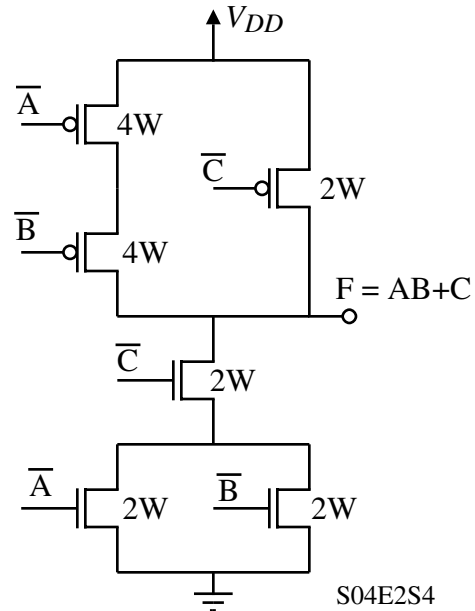 V_DD
A̅
4W
C̅
2W
B̅
4W
F = AB+C
C̅
2W
A̅
2W
B̅
2W
S04E2S4